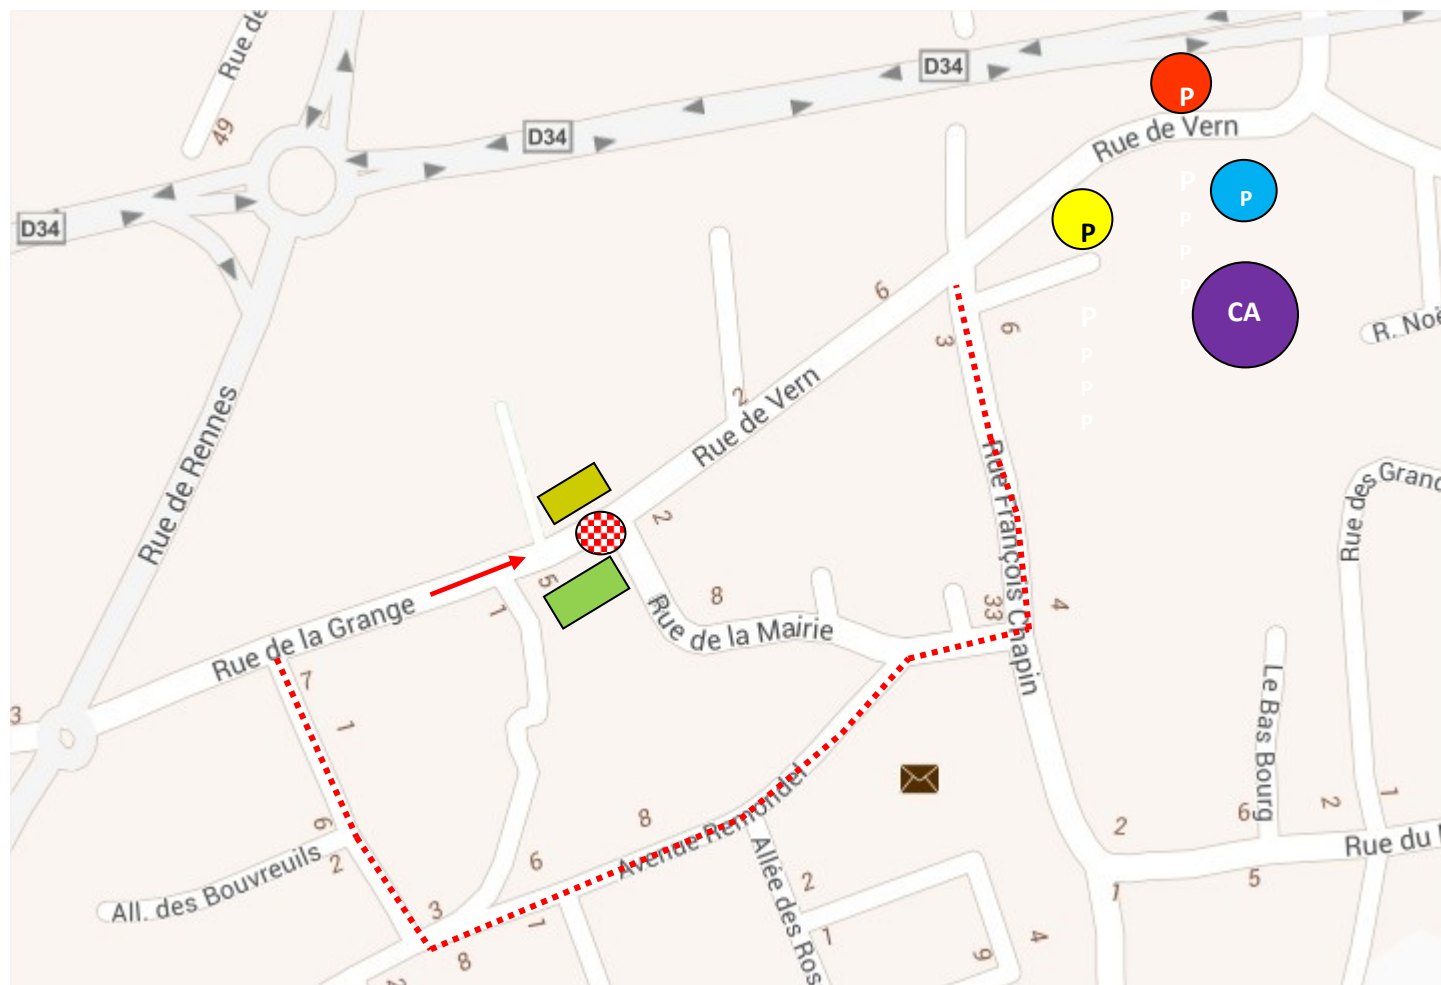 Rue de
49
D34
D34
D34
P
Rue de Vern
P
P
P
P
P
P
P
CA
R. Noë
6
6
3
P
P
P
P
2
Rue de Vern
Rue de Rennes
Rue François Chapin
Rue des Grand
2
5
1
8
33
4
Rue de la Grange
Rue de la Mairie
7
1
3
Le Bas Bourg
6
2
All. des Bouvreuils
8
6
Avenue Remondel
Allée des Ros
2
6
2
1
Rue du
5
1
3
1
8
2
1
4
9